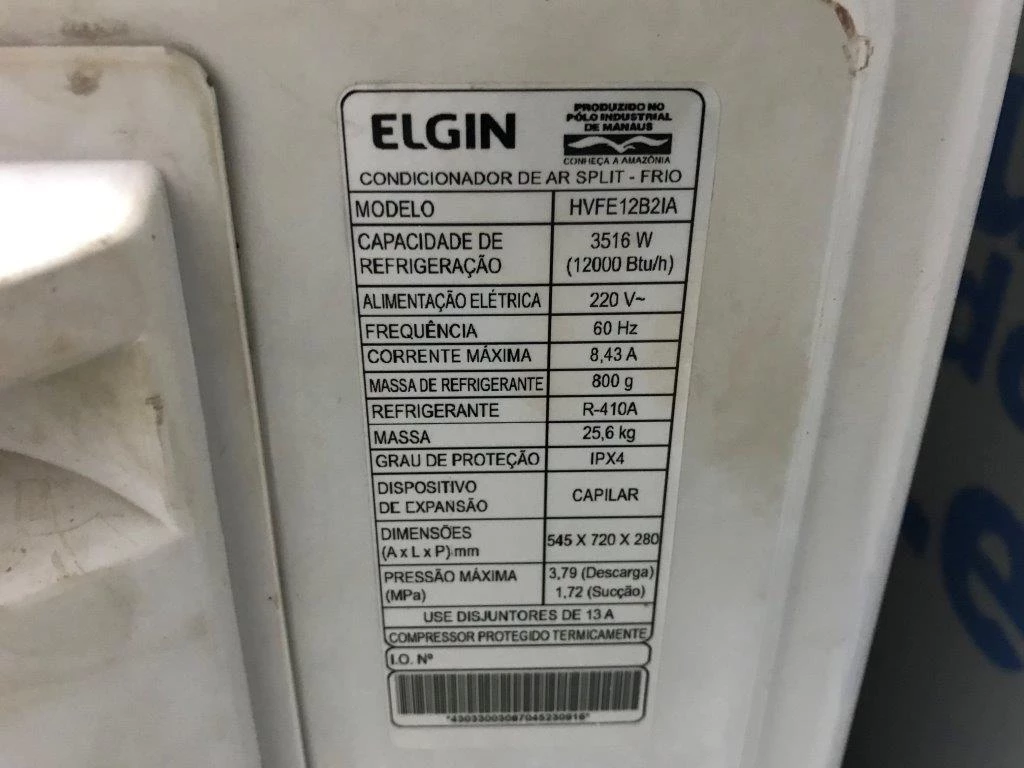 ELGIN
PRODUZIDO NO
PÓLO INDUSTRIAL
DE MANAUS
CONHEÇA A AMAZÔNIA
CONDICIONADOR DE AR SPLIT - FRIO
MODELO HVFE12B2IA
CAPACIDADE DE REFRIGERAÇÃO 3516 W (12000 Btu/h)
ALIMENTAÇÃO ELÉTRICA 220 V~
FREQUÊNCIA 60 Hz
CORRENTE MÁXIMA 8,43 A
MASSA DE REFRIGERANTE 800 g
REFRIGERANTE R-410A
MASSA 25,6 kg
GRAU DE PROTEÇÃO IPX4
DISPOSITIVO DE EXPANSÃO CAPILAR
DIMENSÕES (A x L x P) mm 545 X 720 X 280
PRESSÃO MÁXIMA (MPa) 3,79 (Descarga) 1,72 (Sucção)
USE DISJUNTORES DE 13 A
COMPRESSOR PROTEGIDO TERMICAMENTE
I.O. Nº